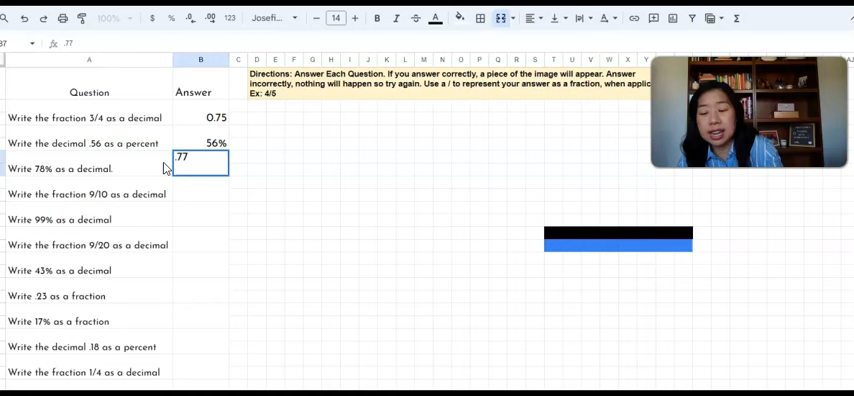 100%
$ % .0 .00 123
Josefi...
14
B I A
B7
fx .77
A B C D E F G H I J K L M N O P Q R S T U V W X Y
Question Answer
Directions: Answer Each Question. If you answer correctly, a piece of the image will appear. Answer
incorrectly, nothing will happen so try again. Use a / to represent your answer as a fraction, when applic
Ex: 4/5
Write the fraction 3/4 as a decimal 0.75
Write the decimal .56 as a percent 56%
Write 78% as a decimal. .77
Write the fraction 9/10 as a decimal
Write 99% as a decimal
Write the fraction 9/20 as a decimal
Write 43% as a decimal
Write .23 as a fraction
Write 17% as a fraction
Write the decimal .18 as a percent
Write the fraction 1/4 as a decimal